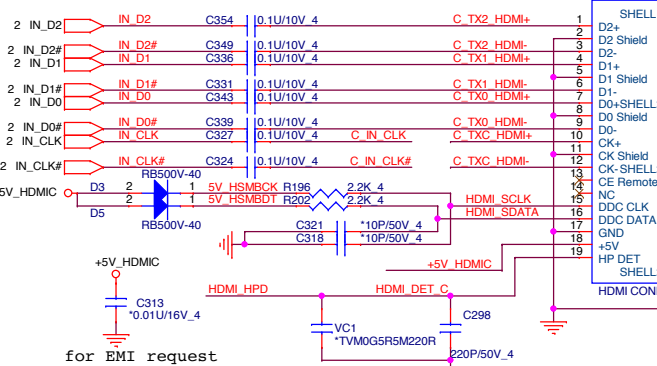 SHELL
2 IN_D2 IN_D2 C354 0.1U/10V_4 C_TX2_HDMI+ 1 D2+
2 D2 Shield
2 IN_D2# IN_D2# C349 0.1U/10V_4 C_TX2_HDMI- 3 D2-
2 IN_D1 IN_D1 C336 0.1U/10V_4 C_TX1_HDMI+ 4 D1+
5 D1 Shield
2 IN_D1# IN_D1# C331 0.1U/10V_4 C_TX1_HDMI- 6 D1-
2 IN_D0 IN_D0 C343 0.1U/10V_4 C_TX0_HDMI+ 7 D0+SHELL
8 D0 Shield
2 IN_D0# IN_D0# C339 0.1U/10V_4 C_TX0_HDMI- 9 D0-
2 IN_CLK IN_CLK C327 0.1U/10V_4 C_IN_CLK C_TXC_HDMI+ 10 CK+
11 CK Shield
2 IN_CLK# IN_CLK# C324 0.1U/10V_4 C_IN_CLK# C_TXC_HDMI- 12 CK-SHELL
RB500V-40 13 CE Remote
5V_HDMIC D3 2 1 5V_HSMBCK R196 2.2K_4 14 NC
D5 2 1 5V_HSMBDT R202 2.2K_4 HDMI_SCLK 15 DDC CLK
RB500V-40 HDMI_SDATA 16 DDC DATA
C321 *10P/50V_4 17 GND
C318 *10P/50V_4 18 +5V
+5V_HDMIC +5V_HDMIC 19 HP DET
SHELL
HDMI_HPD HDMI_DET_C HDMI CON
C313
*0.01U/16V_4
VC1 C298
*TVM0G5R5M220R
for EMI request 220P/50V_4